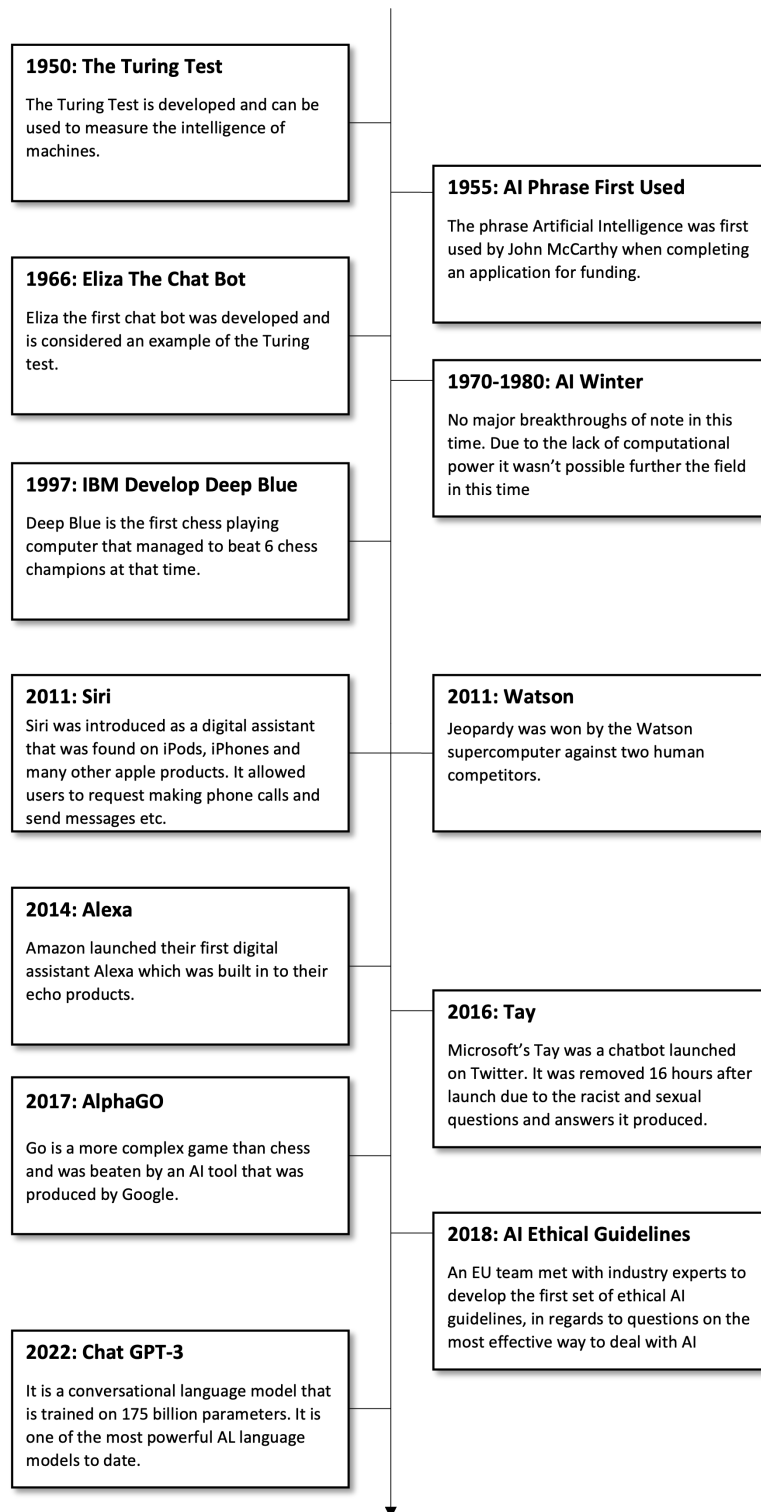 1950: The Turing Test
The Turing Test is developed and can be
used to measure the intelligence of
machines.
1955: AI Phrase First Used
The phrase Artificial Intelligence was first
used by John McCarthy when completing
an application for funding.
1966: Eliza The Chat Bot
Eliza the first chat bot was developed and
is considered an example of the Turing
test.
1970-1980: AI Winter
No major breakthroughs of note in this
time. Due to the lack of computational
power it wasn’t possible further the field
in this time
1997: IBM Develop Deep Blue
Deep Blue is the first chess playing
computer that managed to beat 6 chess
champions at that time.
2011: Siri
Siri was introduced as a digital assistant
that was found on iPods, iPhones and
many other apple products. It allowed
users to request making phone calls and
send messages etc.
2011: Watson
Jeopardy was won by the Watson
supercomputer against two human
competitors.
2014: Alexa
Amazon launched their first digital
assistant Alexa which was built in to their
echo products.
2016: Tay
Microsoft’s Tay was a chatbot launched
on Twitter. It was removed 16 hours after
launch due to the racist and sexual
questions and answers it produced.
2017: AlphaGO
Go is a more complex game than chess
and was beaten by an AI tool that was
produced by Google.
2018: AI Ethical Guidelines
An EU team met with industry experts to
develop the first set of ethical AI
guidelines, in regards to questions on the
most effective way to deal with AI
2022: Chat GPT-3
It is a conversational language model that
is trained on 175 billion parameters. It is
one of the most powerful AL language
models to date.